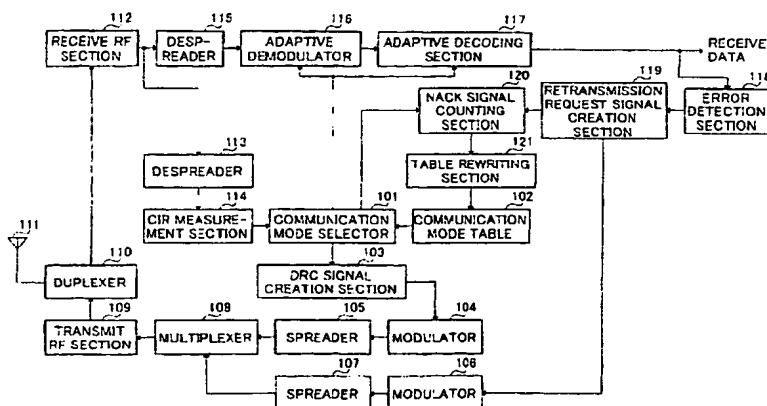 112
RECEIVE RF
SECTION
115
DESP-
READER
116
ADAPTIVE
DEMODULATOR
117
ADAPTIVE DECODING
SECTION
RECEIVE
DATA
118
ERROR
DETECTION
SECTION
119
RETRANSMISSION
REQUEST SIGNAL
CREATION
SECTION
120
NACK SIGNAL
COUNTING
SECTION
121
TABLE REWRITING
SECTION
113
DESPREADER
114
CIR MEASURE-
MENT SECTION
101
COMMUNICATION
MODE SELECTOR
102
COMMUNICATION
MODE TABLE
111
110
DUPLEXER
103
DRC SIGNAL
CREATION SECTION
109
TRANSMIT
RF SECTION
108
MULTIPLEXER
105
SPREADER
104
MODULATOR
107
SPREADER
106
MODULATOR